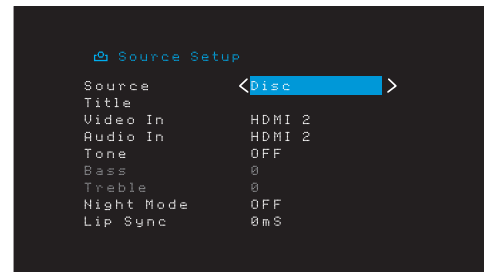 Source Setup
Source < Disc >
Title
Video In HDMI 2
Audio In HDMI 2
Tone OFF
Bass 0
Treble 0
Night Mode OFF
Lip Sync 0mS